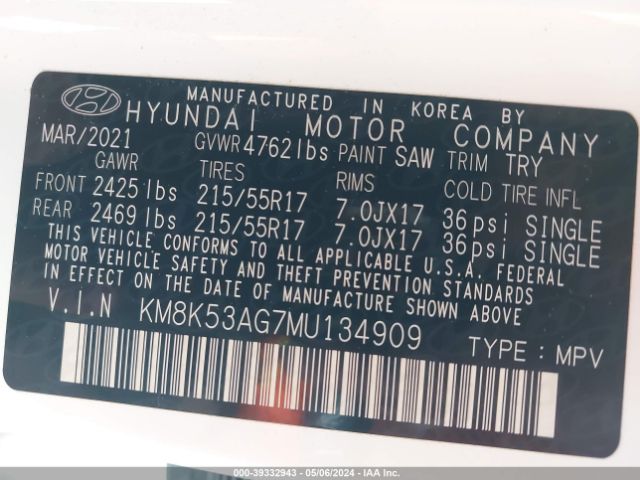 MANUFACTURED IN KOREA BY
HYUNDAI MOTOR COMPANY
MAR/2021 GVWR 4762 lbs PAINT SAW TRIM TRY
GAWR TIRES RIMS COLD TIRE INFL
FRONT 2425 lbs 215/55R17 7.0JX17 36 psi SINGLE
REAR 2469 lbs 215/55R17 7.0JX17 36 psi SINGLE
THIS VEHICLE CONFORMS TO ALL APPLICABLE U.S.A. FEDERAL
MOTOR VEHICLE SAFETY AND THEFT PREVENTION STANDARDS
IN EFFECT ON THE DATE OF MANUFACTURE SHOWN ABOVE.
V.I.N KM8K53AG7MU134909
TYPE : MPV
000-39332943 - 05/06/2024 - IAA Inc.